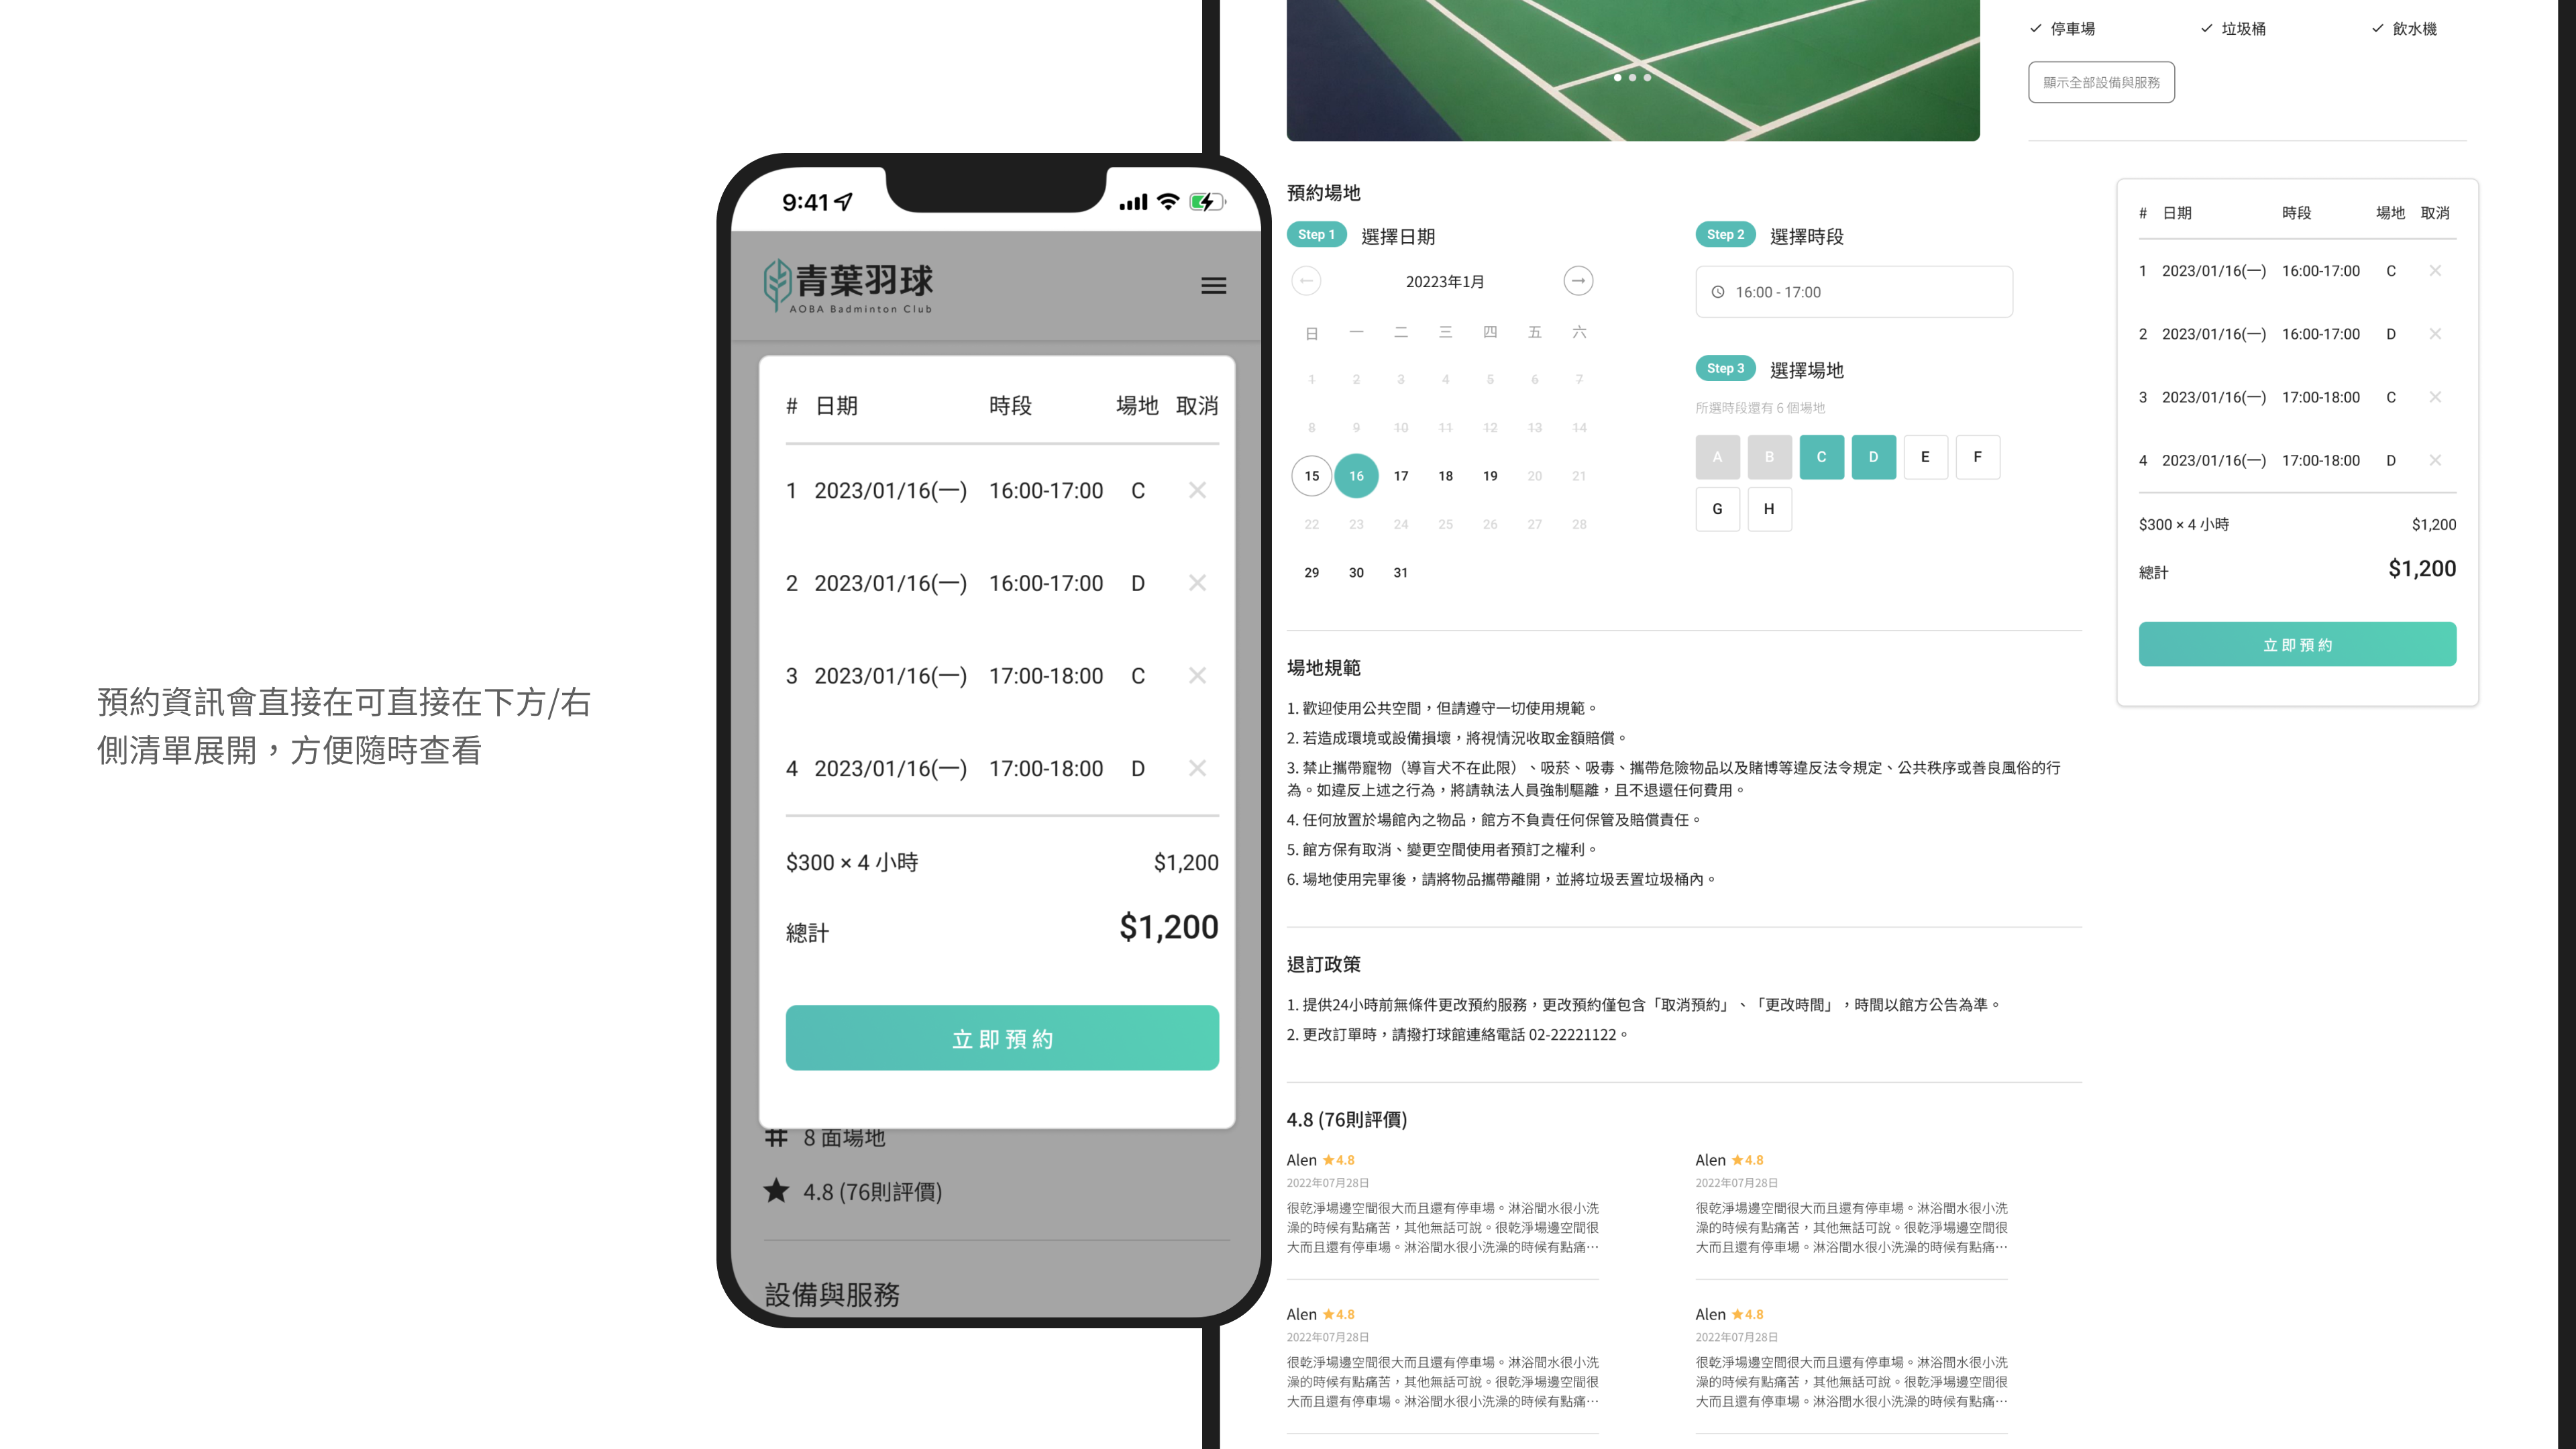 預約資訊會直接在可直接在下方/右
側清單展開，方便隨時查看
9:41
青葉羽球
AOBA Badminton Club
# 日期 時段 場地 取消
1 2023/01/16(一) 16:00-17:00 C ×
2 2023/01/16(一) 16:00-17:00 D ×
3 2023/01/16(一) 17:00-18:00 C ×
4 2023/01/16(一) 17:00-18:00 D ×
$300 × 4 小時 $1,200
總計 $1,200
立即預約
8 面場地
4.8 (76則評價)
設備與服務
停車場 垃圾桶 飲水機
顯示全部設備與服務
預約場地
Step 1 選擇日期
20223年1月
日 一 二 三 四 五 六
1 2 3 4 5 6 7
8 9 10 11 12 13 14
15 16 17 18 19 20 21
22 23 24 25 26 27 28
29 30 31
Step 2 選擇時段
16:00 - 17:00
Step 3 選擇場地
所選時段還有 6 個場地
A B C D E F
G H
# 日期 時段 場地 取消
1 2023/01/16(一) 16:00-17:00 C ×
2 2023/01/16(一) 16:00-17:00 D ×
3 2023/01/16(一) 17:00-18:00 C ×
4 2023/01/16(一) 17:00-18:00 D ×
$300 × 4 小時 $1,200
總計 $1,200
立即預約
場地規範
1. 歡迎使用公共空間，但請遵守一切使用規範。
2. 若造成環境或設備損壞，將視情況收取金額賠償。
3. 禁止攜帶寵物（導盲犬不在此限）、吸菸、吸毒、攜帶危險物品以及賭博等違反法令規定、公共秩序或善良風俗的行
為。如違反上述之行為，將請執法人員強制驅離，且不退還任何費用。
4. 任何放置於場館內之物品，館方不負責任何保管及賠償責任。
5. 館方保有取消、變更空間使用者預訂之權利。
6. 場地使用完畢後，請將物品攜帶離開，並將垃圾丟置垃圾桶內。
退訂政策
1. 提供24小時前無條件更改預約服務，更改預約僅包含「取消預約」、「更改時間」，時間以館方公告為準。
2. 更改訂單時，請撥打球館連絡電話 02-22221122。
4.8 (76則評價)
Alen ★4.8
2022年07月28日
很乾淨場邊空間很大而且還有停車場。淋浴間水很小洗
澡的時候有點痛苦，其他無話可說。很乾淨場邊空間很
大而且還有停車場。淋浴間水很小洗澡的時候有點痛…
Alen ★4.8
2022年07月28日
很乾淨場邊空間很大而且還有停車場。淋浴間水很小洗
澡的時候有點痛苦，其他無話可說。很乾淨場邊空間很
大而且還有停車場。淋浴間水很小洗澡的時候有點痛…
Alen ★4.8
2022年07月28日
很乾淨場邊空間很大而且還有停車場。淋浴間水很小洗
澡的時候有點痛苦，其他無話可說。很乾淨場邊空間很
大而且還有停車場。淋浴間水很小洗澡的時候有點痛…
Alen ★4.8
2022年07月28日
很乾淨場邊空間很大而且還有停車場。淋浴間水很小洗
澡的時候有點痛苦，其他無話可說。很乾淨場邊空間很
大而且還有停車場。淋浴間水很小洗澡的時候有點痛…